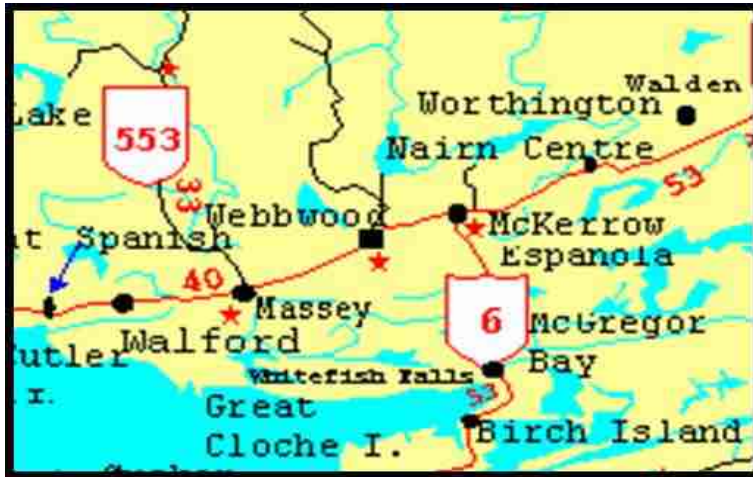 Walden
Lake
Worthington
553
Nairn Centre
33
53
Webbwood
McKerrow
Spanish
Espanola
40
Massey
6
McGregor
Bay
Cutler
Walford
I.
Whitefish Falls
53
Great
Cloche I.
Birch Island